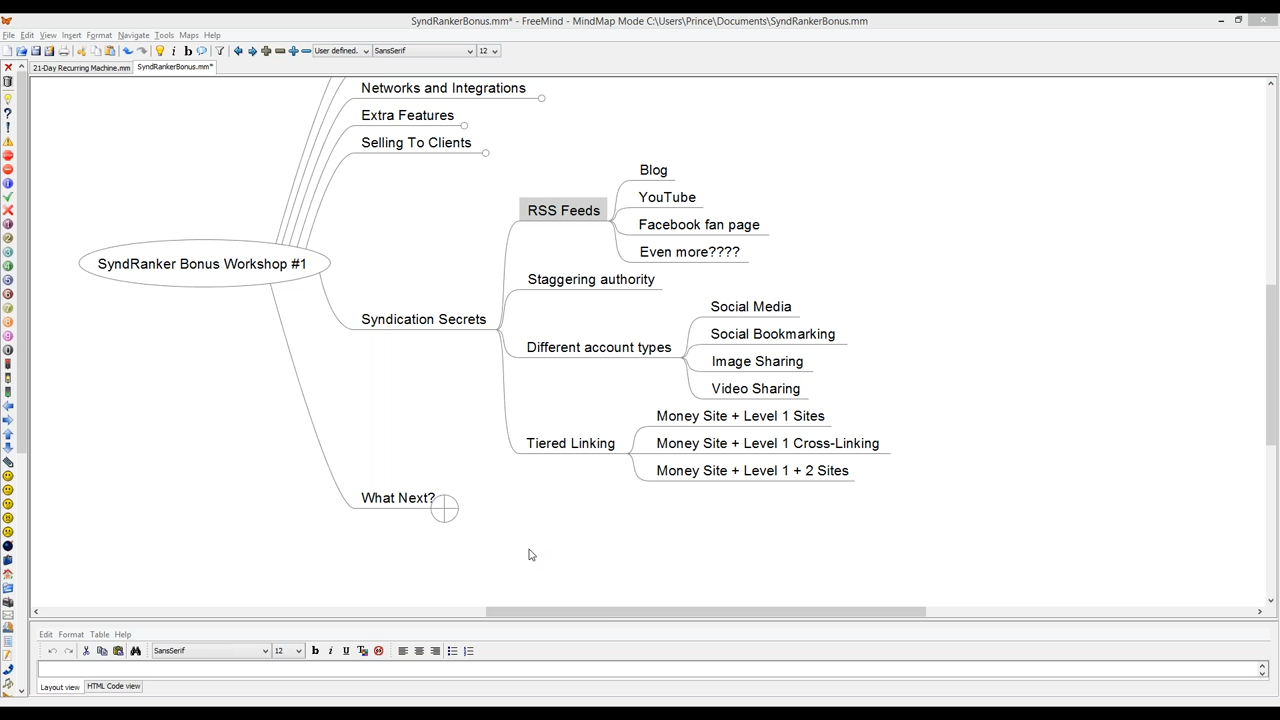 SyndRankerBonus.mm* - FreeMind - MindMap Mode C:\Users\Prince\Documents\SyndRankerBonus.mm
File Edit View Insert Format Navigate Tools Maps Help
User defined. SansSerif 12
21-Day Recurring Machine.mm SyndRankerBonus.mm*
Networks and Integrations
Extra Features
Selling To Clients
SyndRanker Bonus Workshop #1
Syndication Secrets
RSS Feeds
Blog
YouTube
Facebook fan page
Even more????
Staggering authority
Different account types
Social Media
Social Bookmarking
Image Sharing
Video Sharing
Tiered Linking
Money Site + Level 1 Sites
Money Site + Level 1 Cross-Linking
Money Site + Level 1 + 2 Sites
What Next?
Edit Format Table Help
SansSerif 12 b i U
Layout view HTML Code view